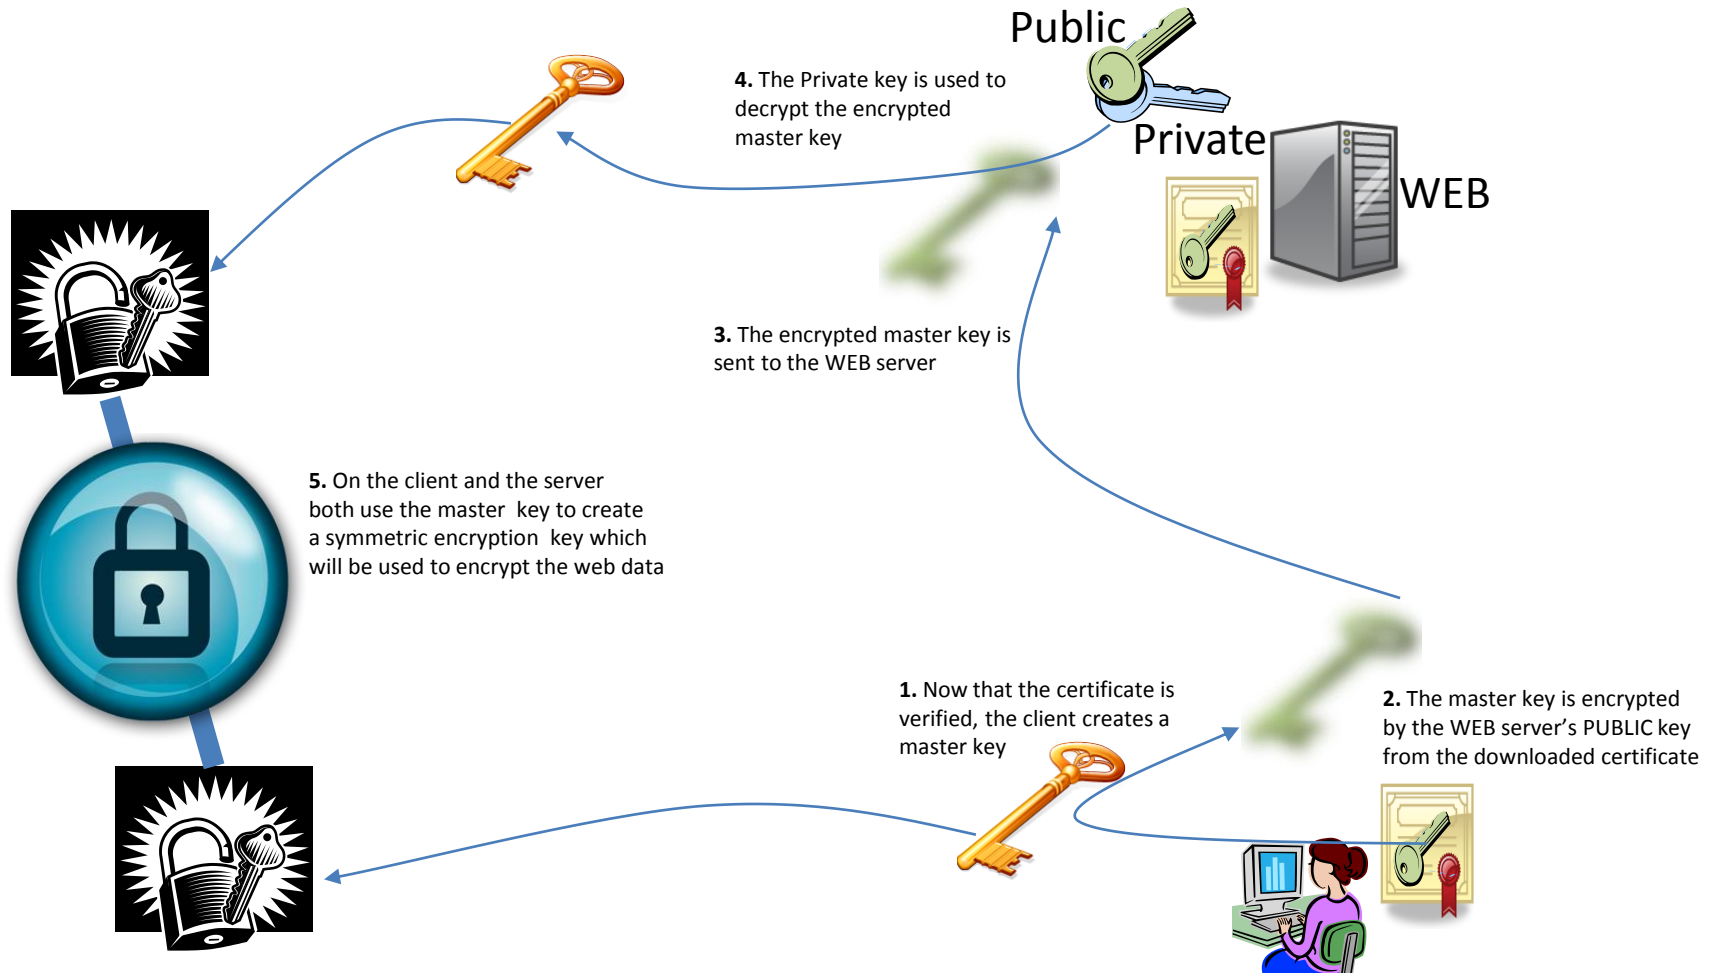 Public
4. The Private key is used to
decrypt the encrypted
master key
Private
WEB
3. The encrypted master key is
sent to the WEB server
5. On the client and the server
both use the master  key to create
a symmetric encryption  key which
will be used to encrypt the web data
1. Now that the certificate is
verified, the client creates a
master key
2. The master key is encrypted
by the WEB server’s PUBLIC key
from the downloaded certificate